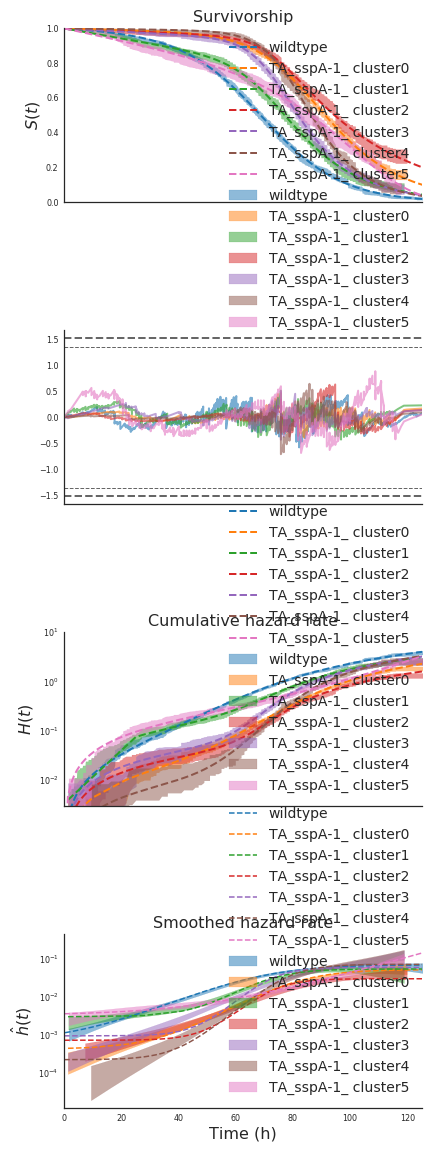 Survivorship
1.0
0.8
0.6
0.4
0.2
0.0
S(t)
wildtype
TA_sspA-1_ cluster0
TA_sspA-1_ cluster1
TA_sspA-1_ cluster2
TA_sspA-1_ cluster3
TA_sspA-1_ cluster4
TA_sspA-1_ cluster5
wildtype
TA_sspA-1_ cluster0
TA_sspA-1_ cluster1
TA_sspA-1_ cluster2
TA_sspA-1_ cluster3
TA_sspA-1_ cluster4
TA_sspA-1_ cluster5
1.5
1.0
0.5
0.0
−0.5
−1.0
−1.5
wildtype
TA_sspA-1_ cluster0
TA_sspA-1_ cluster1
TA_sspA-1_ cluster2
TA_sspA-1_ cluster3
TA_sspA-1_ cluster4
Cumulative hazard rate
TA_sspA-1_ cluster5
wildtype
TA_sspA-1_ cluster0
TA_sspA-1_ cluster1
TA_sspA-1_ cluster2
TA_sspA-1_ cluster3
TA_sspA-1_ cluster4
TA_sspA-1_ cluster5
10¹
10⁰
10⁻¹
10⁻²
H(t)
wildtype
TA_sspA-1_ cluster0
TA_sspA-1_ cluster1
TA_sspA-1_ cluster2
TA_sspA-1_ cluster3
TA_sspA-1_ cluster4
Smoothed hazard rate
TA_sspA-1_ cluster5
wildtype
TA_sspA-1_ cluster0
TA_sspA-1_ cluster1
TA_sspA-1_ cluster2
TA_sspA-1_ cluster3
TA_sspA-1_ cluster4
TA_sspA-1_ cluster5
10⁻¹
10⁻²
10⁻³
10⁻⁴
ĥ(t)
0 20 40 60 80 100 120
Time (h)